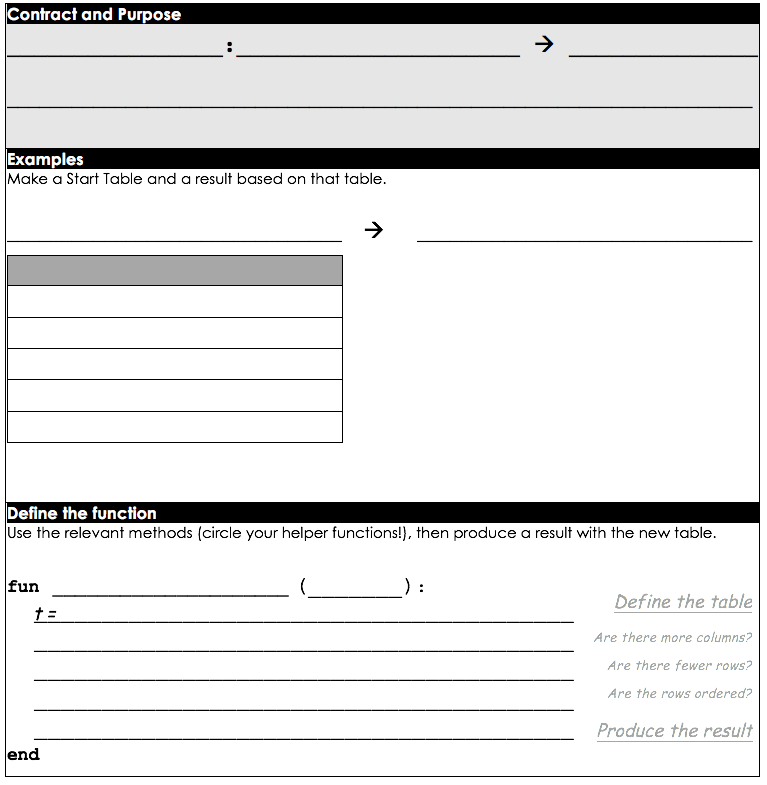 Contract and Purpose
: →
Examples
Make a Start Table and a result based on that table.
→
Define the function
Use the relevant methods (circle your helper functions!), then produce a result with the new table.
fun ( ) :
t =
Define the table
Are there more columns?
Are there fewer rows?
Are the rows ordered?
Produce the result
end